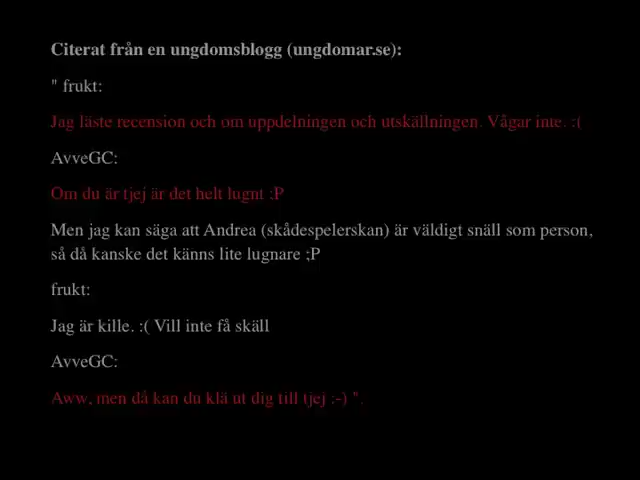 Citerat från en ungdomsblogg (ungdomar.se):
" frukt:
Jag läste recension och om uppdelningen och utskällningen. Vågar inte. :(
AvveGC:
Om du är tjej är det helt lugnt :P
Men jag kan säga att Andrea (skådespelerskan) är väldigt snäll som person,
så då kanske det känns lite lugnare ;P
frukt:
Jag är kille. :( Vill inte få skäll
AvveGC:
Aww, men då kan du klä ut dig till tjej :-) ".